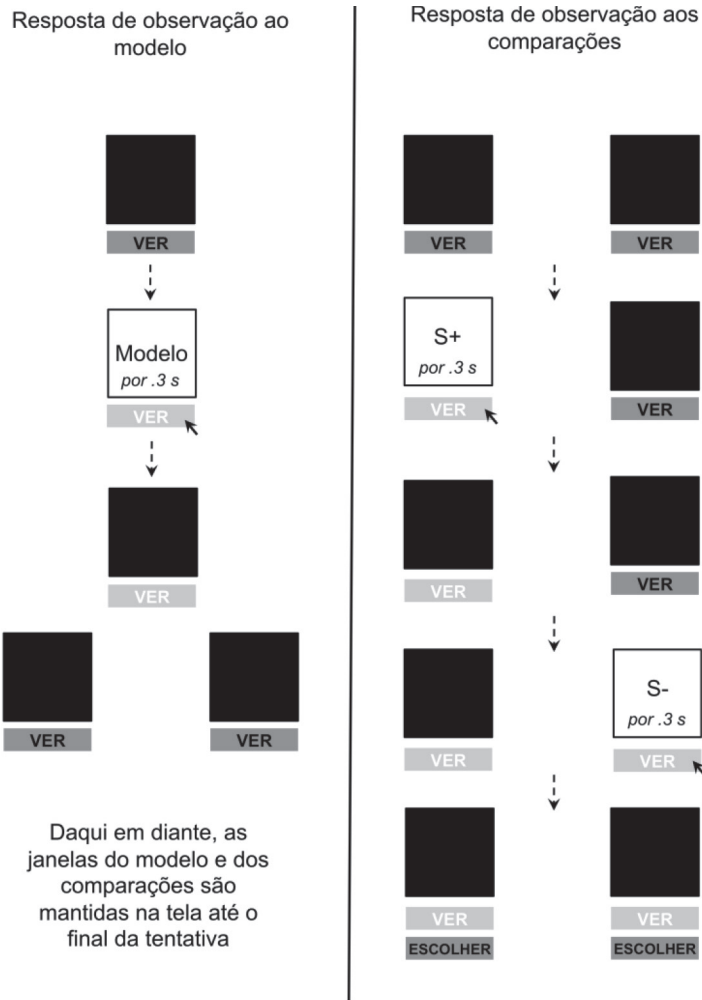 Resposta de observação ao
modelo
VER
Modelo
por .3 s
VER
VER
VER
VER
Daqui em diante, as
janelas do modelo e dos
comparações são
mantidas na tela até o
final da tentativa
Resposta de observação aos
comparações
VER
VER
S+
por .3 s
VER
VER
VER
VER
S-
por .3 s
VER
VER
VER
VER
ESCOLHER
ESCOLHER